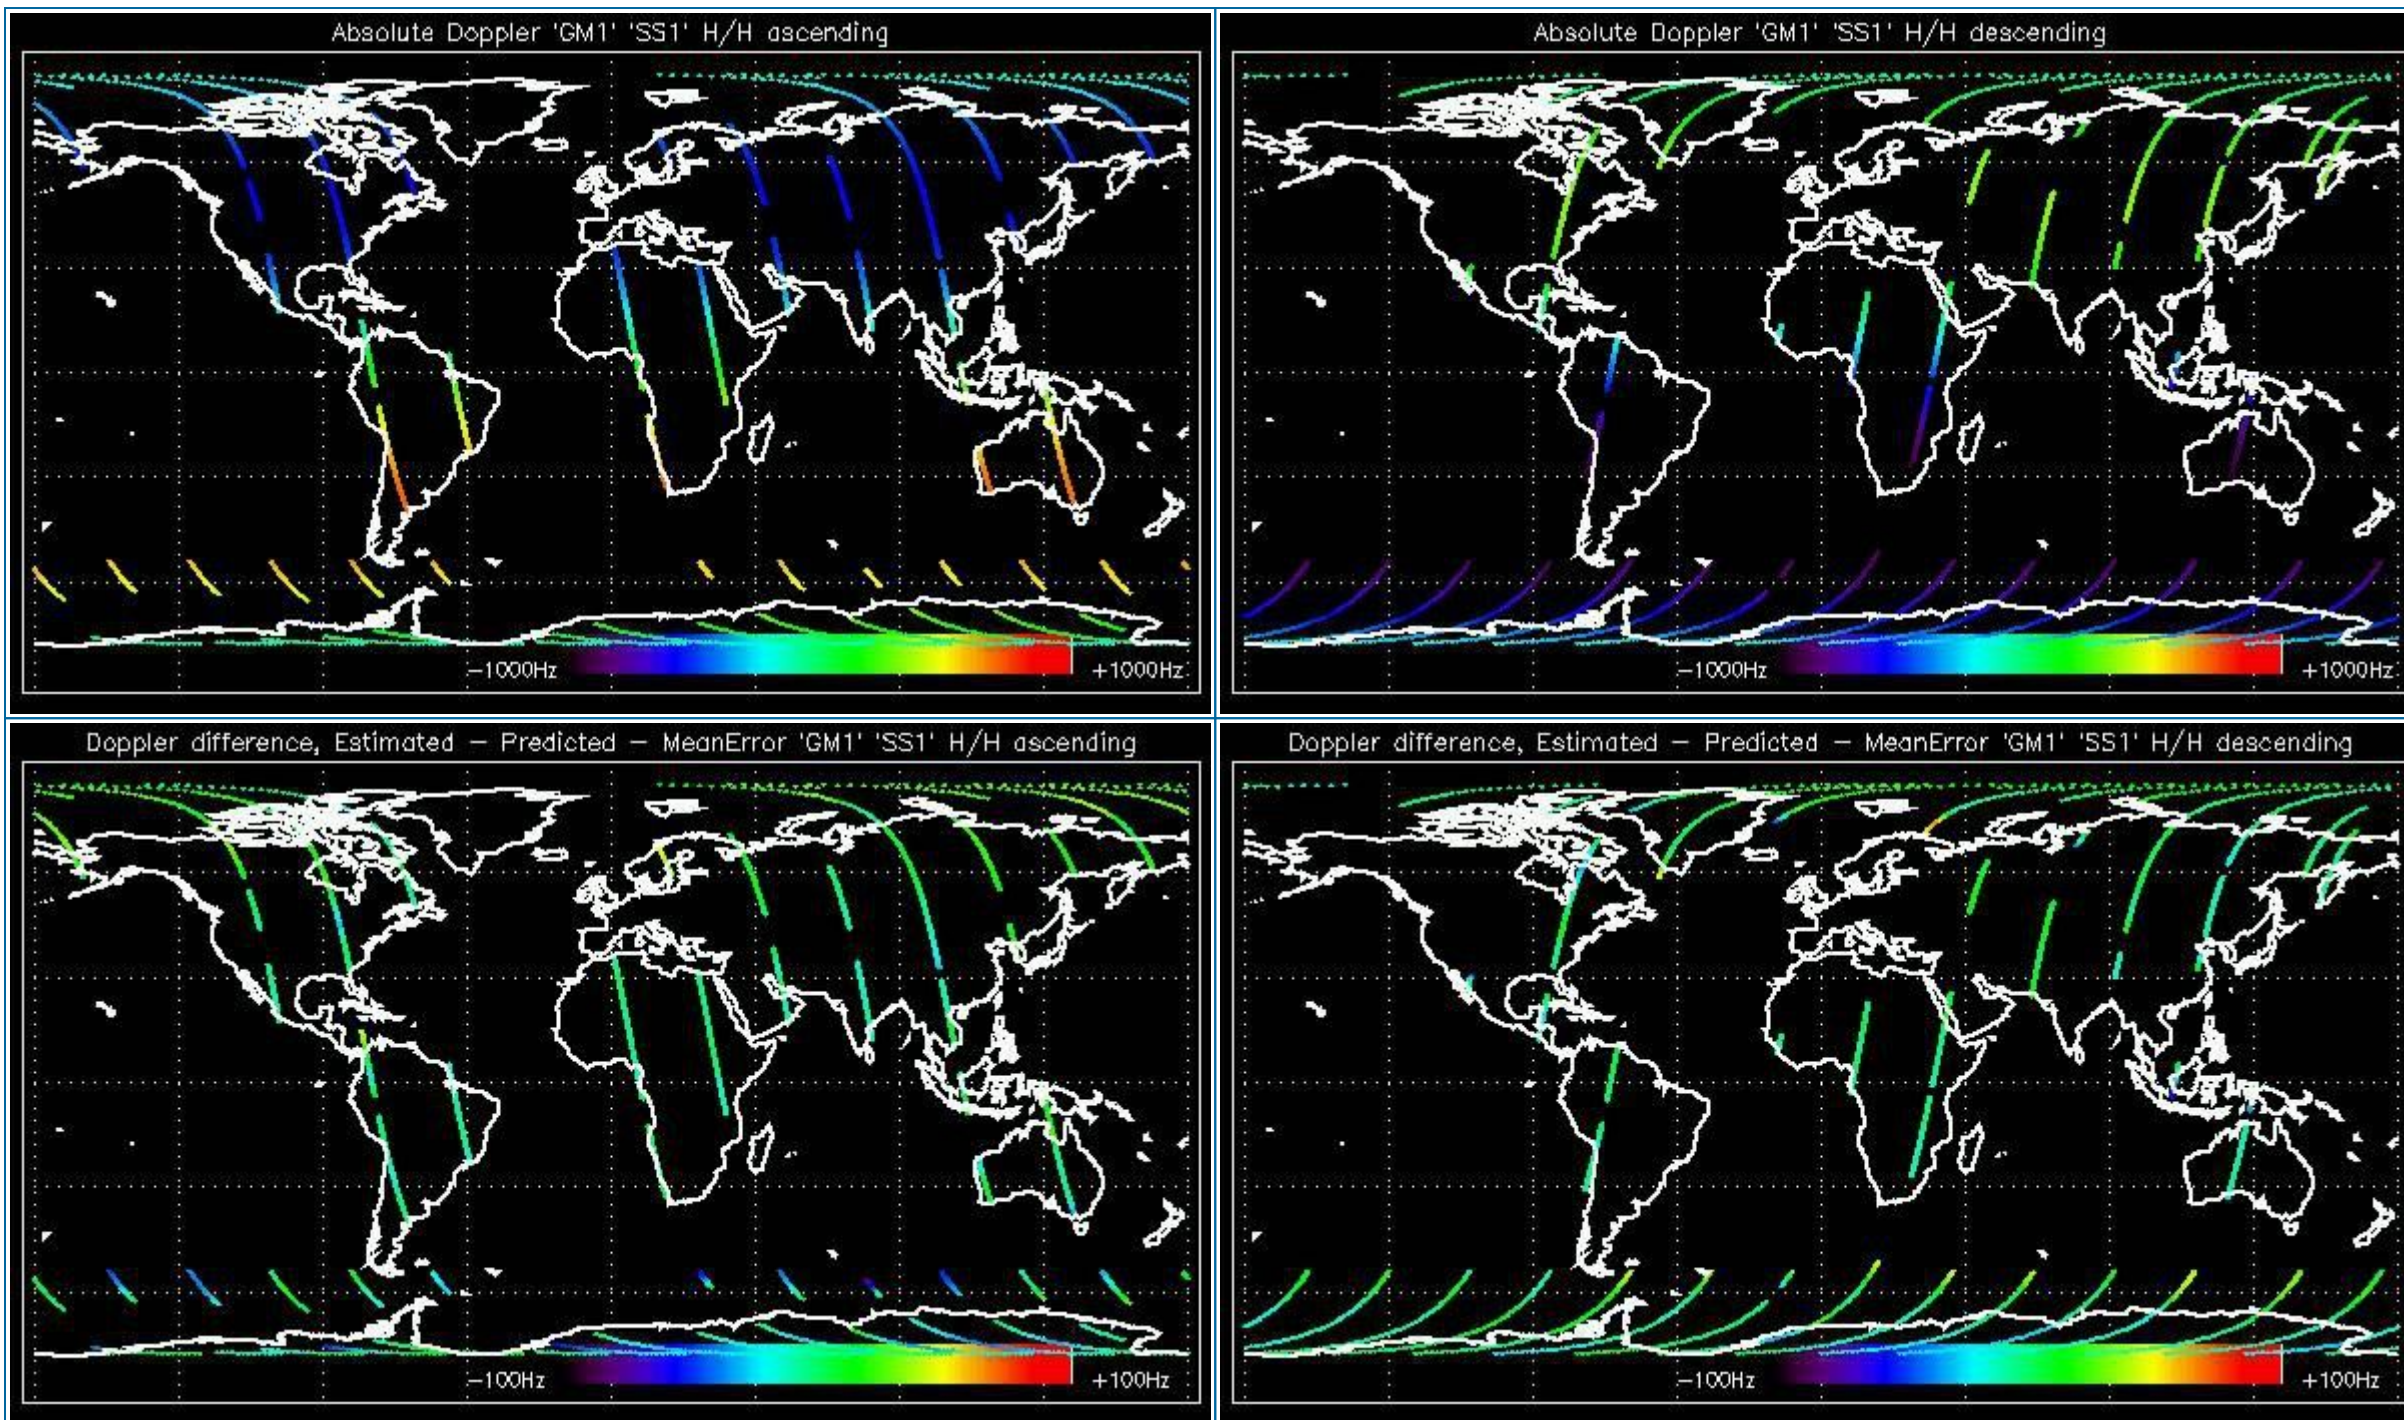 Absolute Doppler 'GM1' 'SS1' H/H ascending
-1000Hz +1000Hz
Absolute Doppler 'GM1' 'SS1' H/H descending
-1000Hz +1000Hz
Doppler difference, Estimated - Predicted - MeanError 'GM1' 'SS1' H/H ascending
-100Hz +100Hz
Doppler difference, Estimated - Predicted - MeanError 'GM1' 'SS1' H/H descending
-100Hz +100Hz